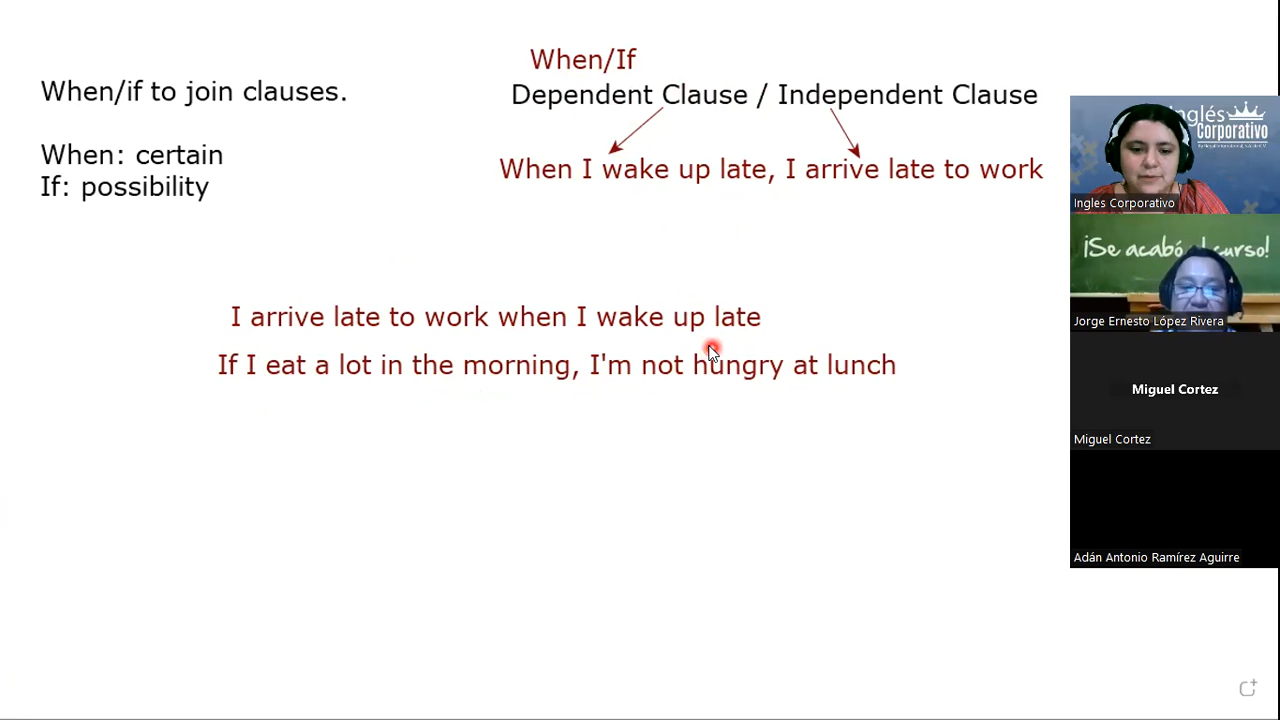 When/if to join clauses.
When: certain
If: possibility
When/If
Dependent Clause / Independent Clause
When I wake up late, I arrive late to work
I arrive late to work when I wake up late
If I eat a lot in the morning, I'm not hungry at lunch
Inglés
Corporativo
Ingles Corporativo
¡Se acabó el curso!
Jorge Ernesto López Rivera
Miguel Cortez
Miguel Cortez
Adán Antonio Ramírez Aguirre